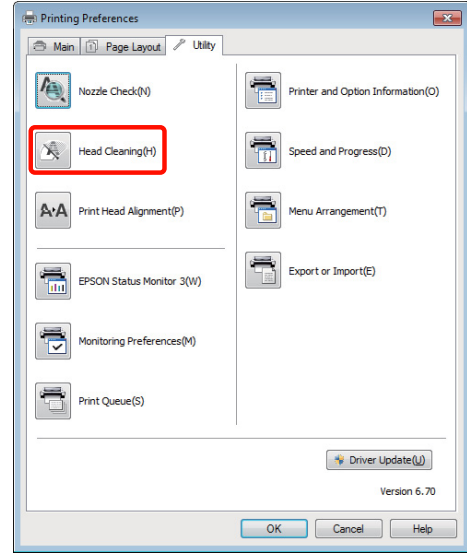 Printing Preferences
Main
Page Layout
Utility
Nozzle Check(N)
Head Cleaning(H)
Print Head Alignment(P)
EPSON Status Monitor 3(W)
Monitoring Preferences(M)
Print Queue(S)
Printer and Option Information(O)
Speed and Progress(D)
Menu Arrangement(T)
Export or Import(E)
Driver Update(U)
Version 6.70
OK
Cancel
Help